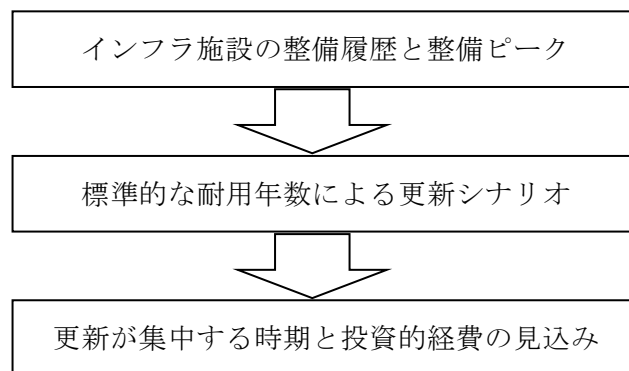 インフラ施設の整備履歴と整備ピーク
標準的な耐用年数による更新シナリオ
更新が集中する時期と投資的経費の見込み